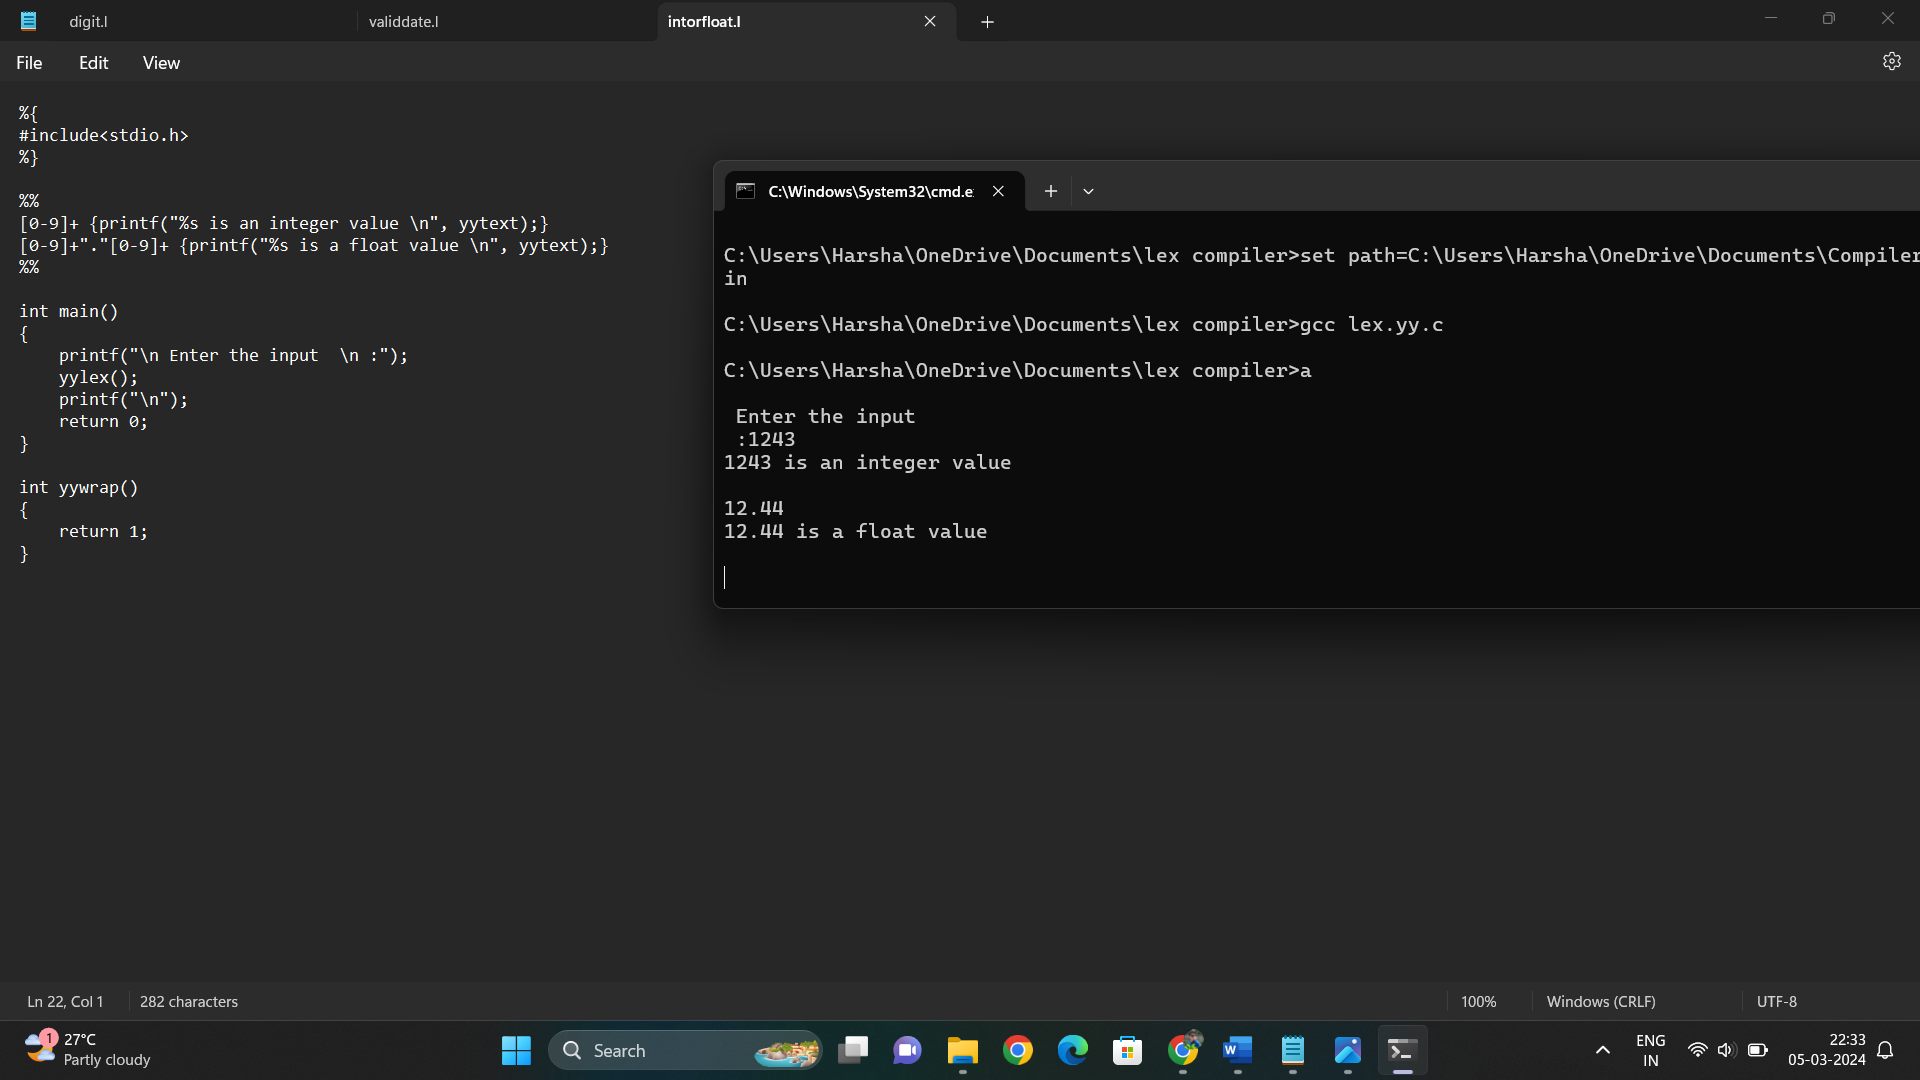 digit.l
validdate.l
intorfloat.l
File Edit View
%{
#include<stdio.h>
%}
%%
[0-9]+ {printf("%s is an integer value \n", yytext);}
[0-9]+"."[0-9]+ {printf("%s is a float value \n", yytext);}
%%
int main()
{
    printf("\n Enter the input  \n :");
    yylex();
    printf("\n");
    return 0;
}
int yywrap()
{
    return 1;
}
C:\Windows\System32\cmd.e
C:\Users\Harsha\OneDrive\Documents\lex compiler>set path=C:\Users\Harsha\OneDrive\Documents\Compiler
in
C:\Users\Harsha\OneDrive\Documents\lex compiler>gcc lex.yy.c
C:\Users\Harsha\OneDrive\Documents\lex compiler>a
 Enter the input
 :1243
1243 is an integer value
12.44
12.44 is a float value
Ln 22, Col 1
282 characters
100%
Windows (CRLF)
UTF-8
1
27°C
Partly cloudy
Search
W
ENG
IN
22:33
05-03-2024